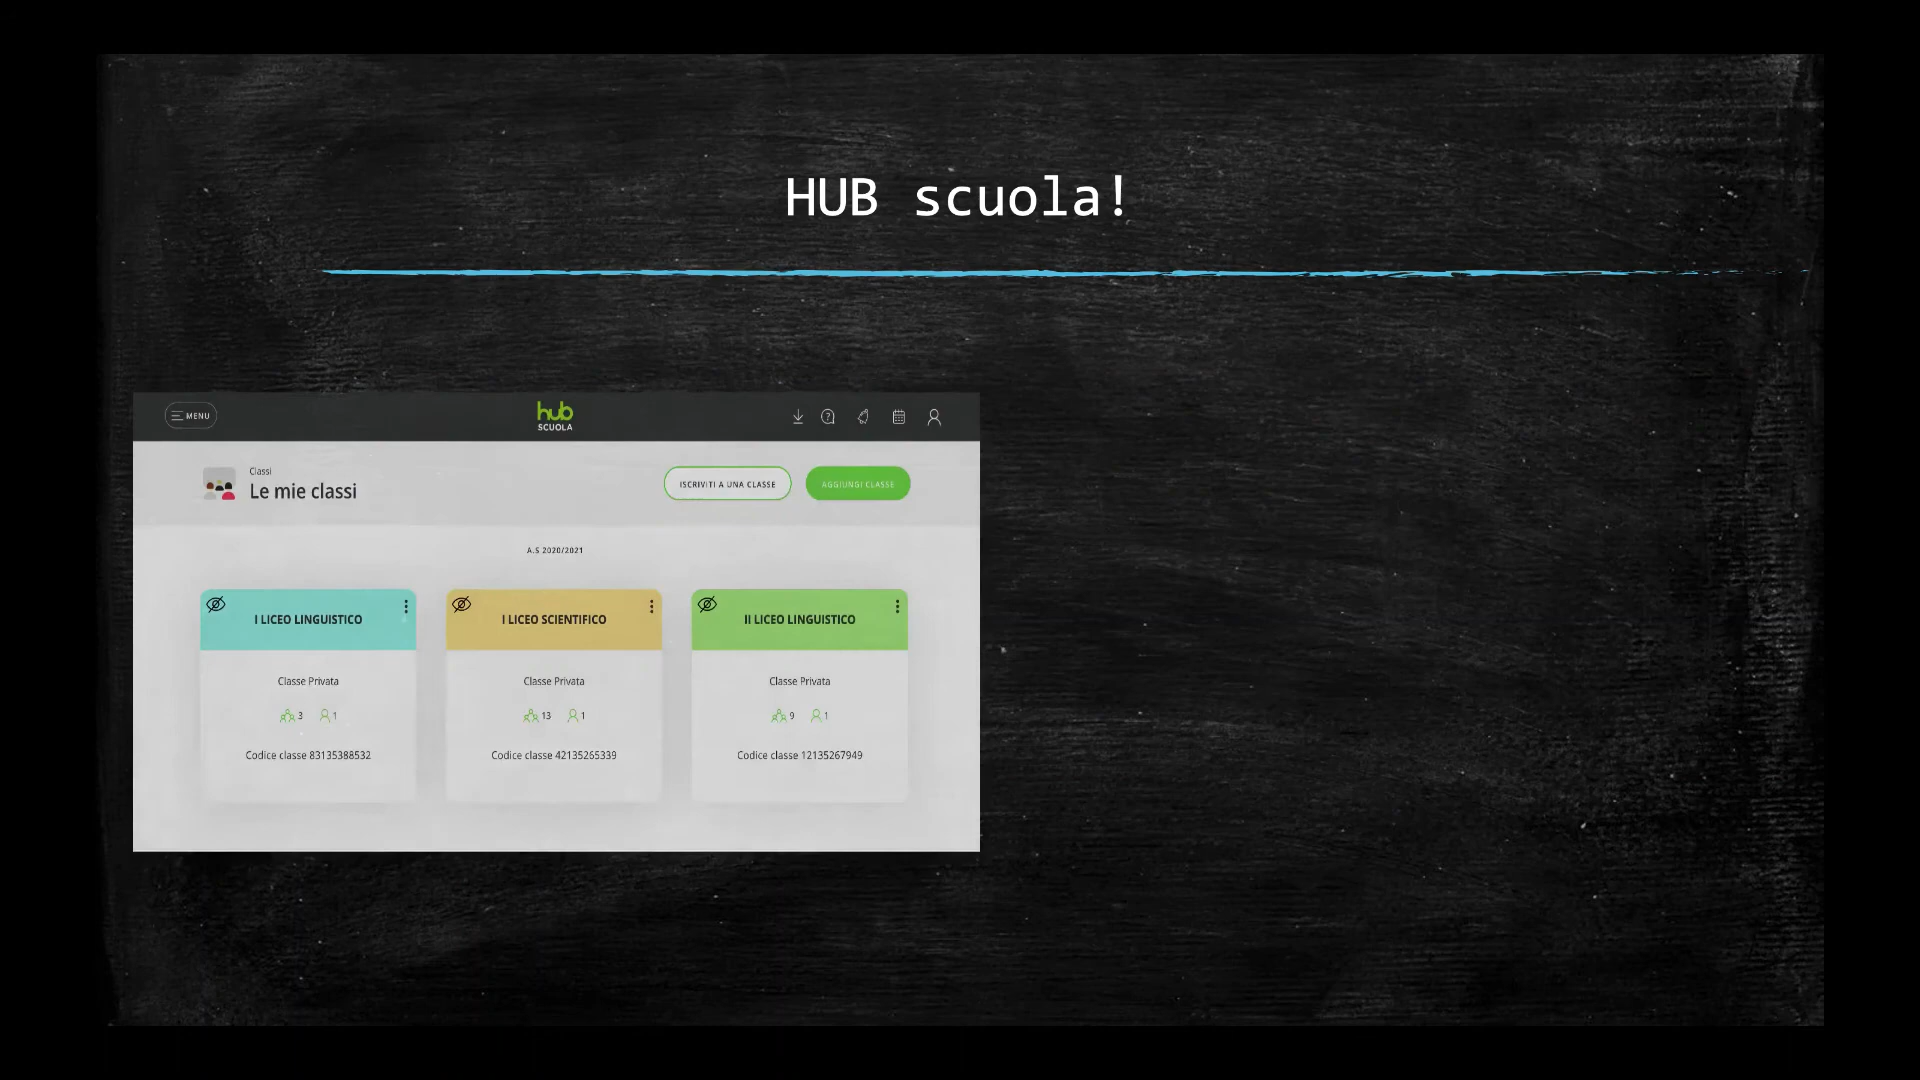 HUB scuola!
MENU
hub
SCUOLA
Classi
Le mie classi
ISCRIVITI A UNA CLASSE
AGGIUNGI CLASSE
A.S 2020/2021
I LICEO LINGUISTICO
Classe Privata
3 1
Codice classe 83135388532
I LICEO SCIENTIFICO
Classe Privata
13 1
Codice classe 42135265339
II LICEO LINGUISTICO
Classe Privata
9 1
Codice classe 12135267949